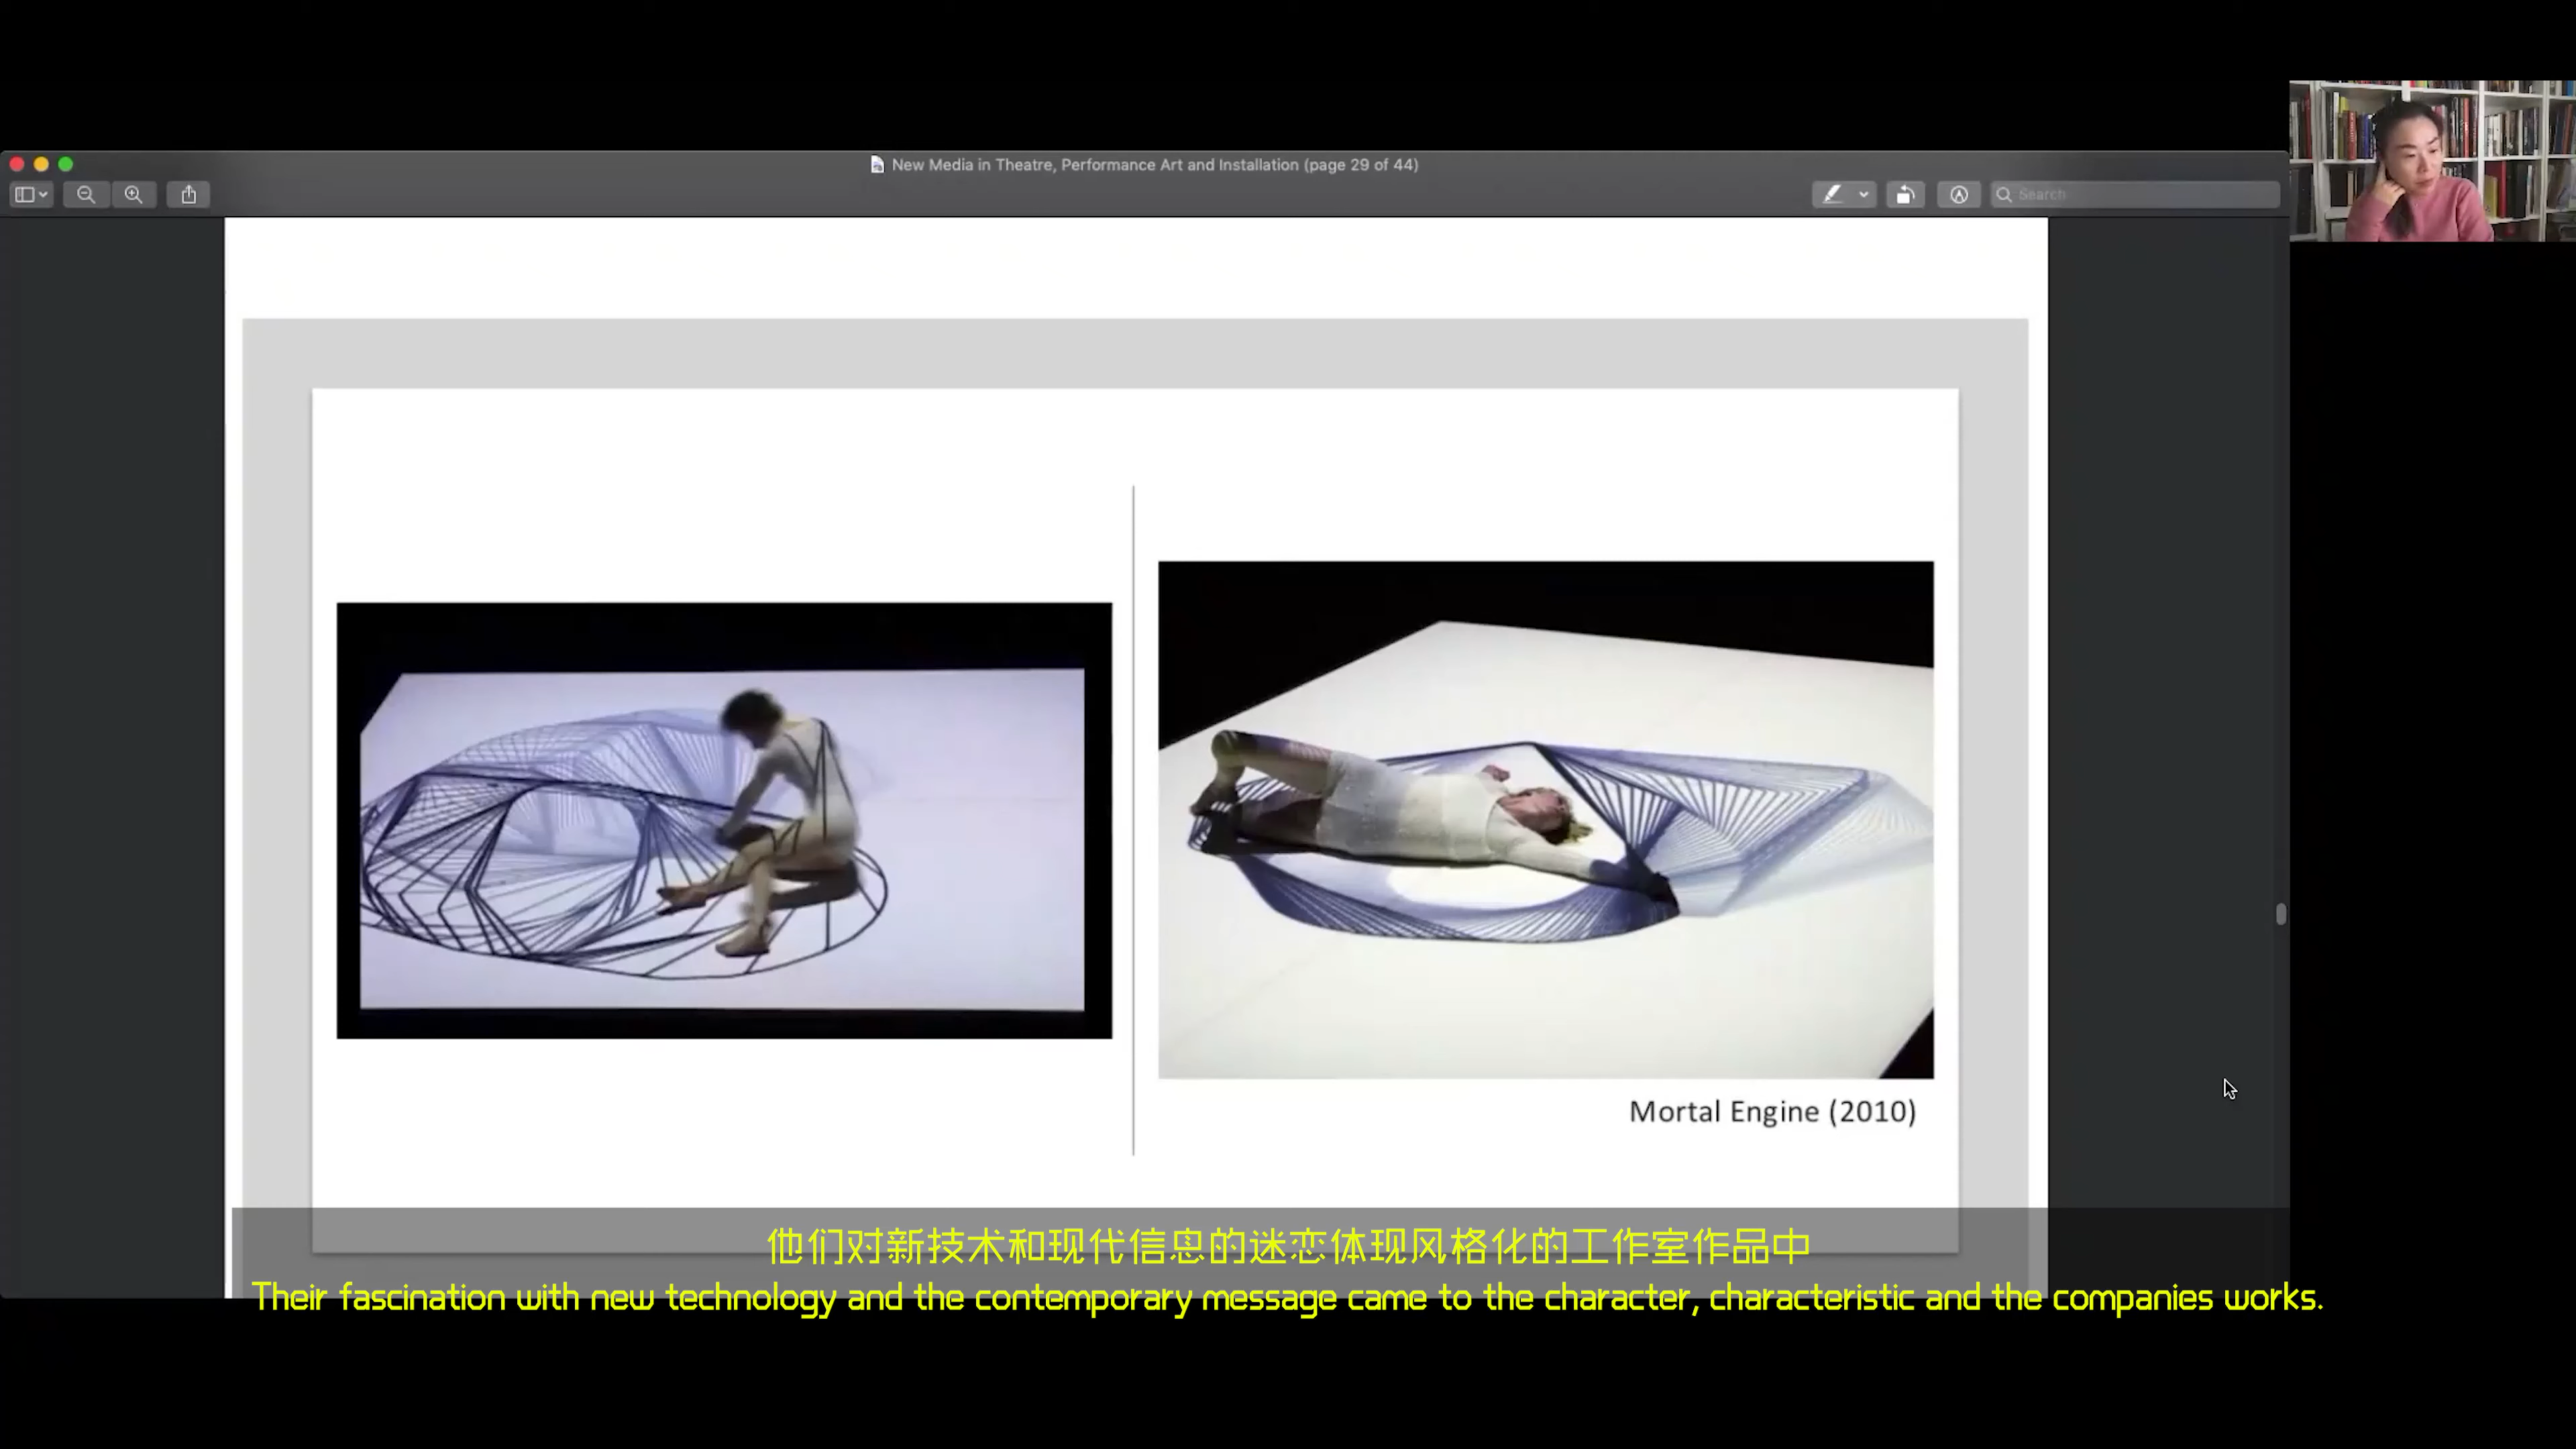 New Media in Theatre, Performance Art and Installation (page 29 of 44)
Search
Mortal Engine (2010)
他们对新技术和现代信息的迷恋体现风格化的工作室作品中
Their fascination with new technology and the contemporary message came to the character, characteristic and the companies works.